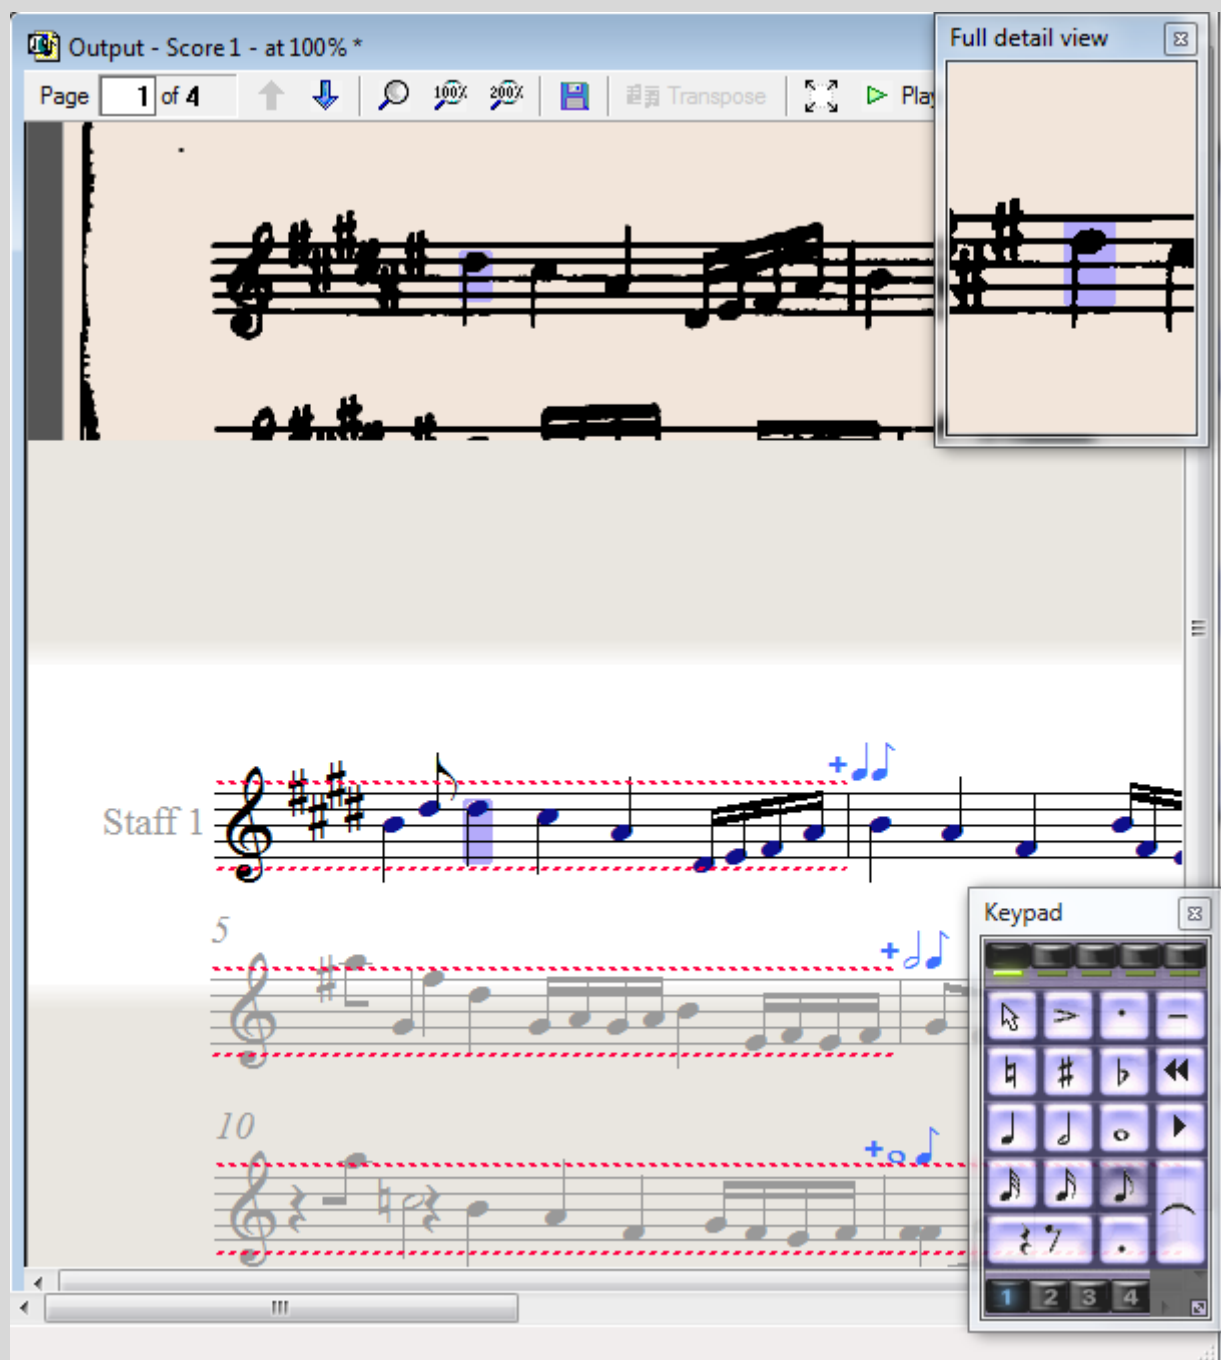 Output - Score 1 - at 100% *
Full detail view
Page 1 of 4
100%
200%
Transpose
Play
Staff 1
5
10
Keypad
1 2 3 4